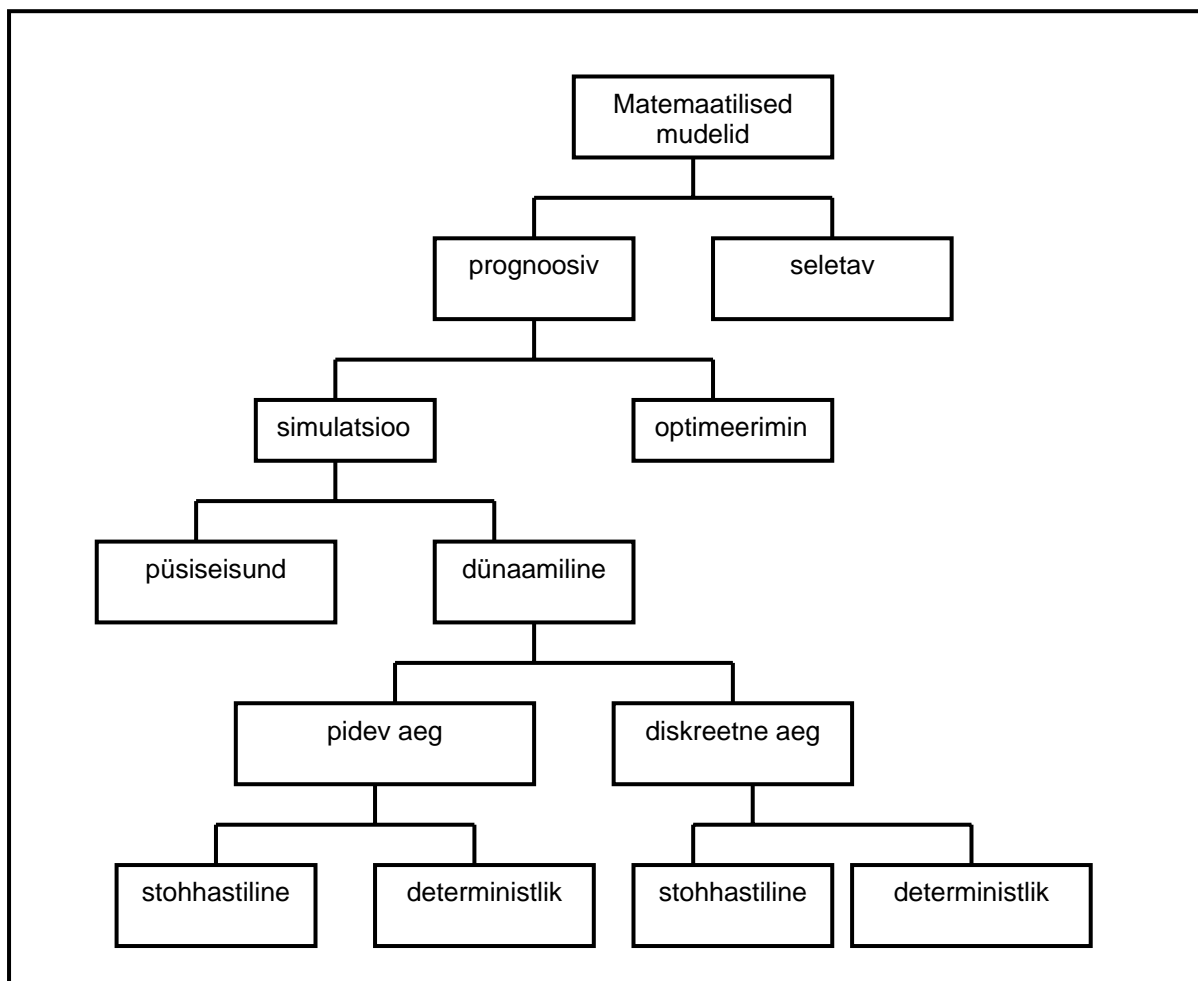 Matemaatilised
mudelid
prognoosiv
seletav
simulatsioo
optimeerimin
püsiseisund
dünaamiline
pidev aeg
diskreetne aeg
stohhastiline
deterministlik
stohhastiline
deterministlik